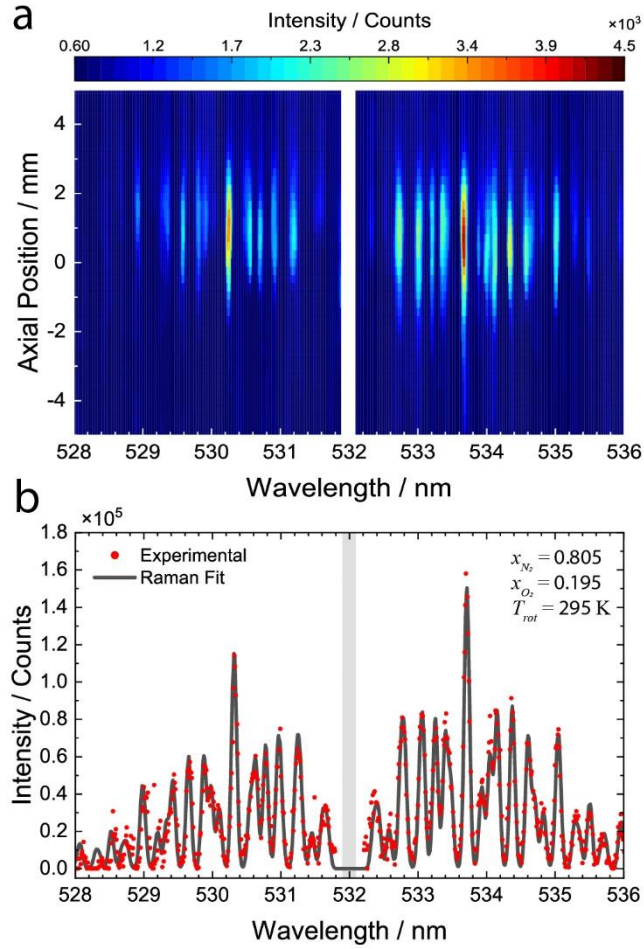 a
Intensity / Counts
×10³
0.60 1.2 1.7 2.3 2.8 3.4 3.9 4.5
Axial Position / mm
4
2
0
-2
-4
528 529 530 531 532 533 534 535 536
Wavelength / nm
b
×10⁵
Experimental
Raman Fit
x_N₂ = 0.805
x_O₂ = 0.195
T_rot = 295 K
Intensity / Counts
1.8
1.6
1.4
1.2
1.0
0.8
0.6
0.4
0.2
0.0
528 529 530 531 532 533 534 535 536
Wavelength / nm